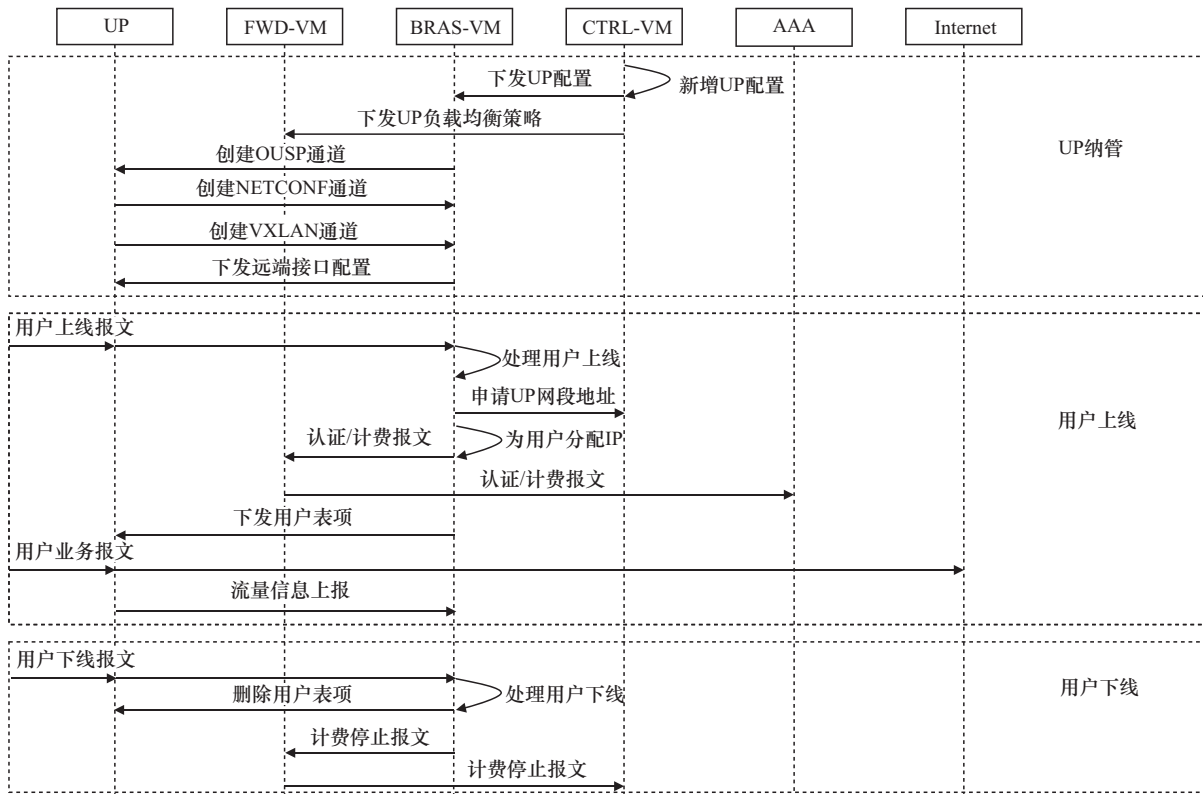 UP
FWD-VM
BRAS-VM
CTRL-VM
AAA
Internet
下发UP配置
新增UP配置
下发UP负载均衡策略
UP纳管
创建OUSP通道
创建NETCONF通道
创建VXLAN通道
下发远端接口配置
用户上线报文
处理用户上线
申请UP网段地址
用户上线
认证/计费报文
为用户分配IP
认证/计费报文
下发用户表项
用户业务报文
流量信息上报
用户下线报文
删除用户表项
处理用户下线
用户下线
计费停止报文
计费停止报文